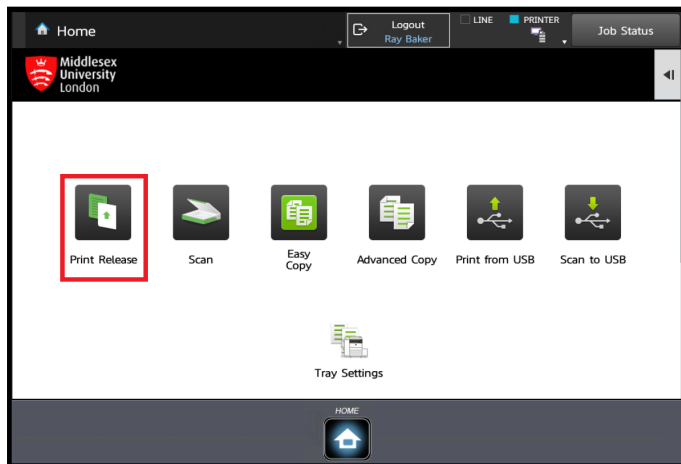 Home
Logout
Ray Baker
LINE
PRINTER
Job Status
Middlesex
University
London
Print Release
Scan
Easy
Copy
Advanced Copy
Print from USB
Scan to USB
Tray Settings
HOME